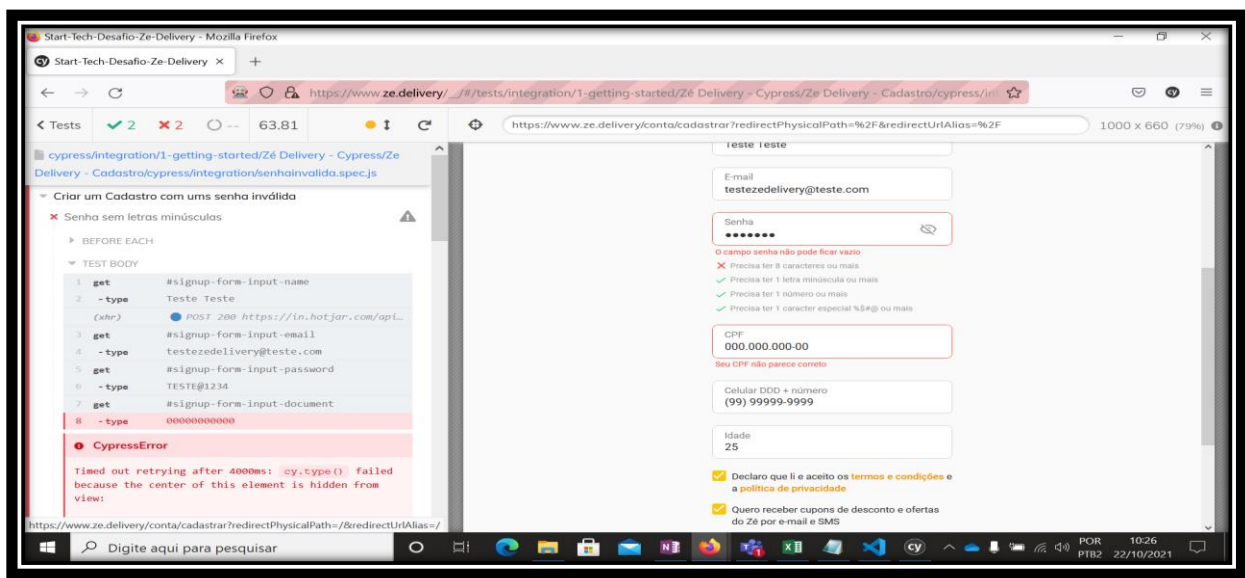 Start-Tech-Desafio-Ze-Delivery - Mozilla Firefox
Start-Tech-Desafio-Ze-Delivery
https://www.ze.delivery/__/#/tests/integration/1-getting-started/Zé Delivery - Cypress/Ze Delivery - Cadastro/cypress/in
Tests 2 2 -- 63.81
https://www.ze.delivery/conta/cadastrar?redirectPhysicalPath=%2F&redirectUrlAlias=%2F
1000 x 660 (79%)
cypress/integration/1-getting-started/Zé Delivery - Cypress/Ze
Delivery - Cadastro/cypress/integration/senhainvalida.spec.js
Criar um Cadastro com ums senha inválida
Senha sem letras minúsculas
BEFORE EACH
TEST BODY
1 get #signup-form-input-name
2 -type Teste Teste
(xhr) POST 200 https://in.hotjar.com/api…
3 get #signup-form-input-email
4 -type testezedelivery@teste.com
5 get #signup-form-input-password
6 -type TESTE@1234
7 get #signup-form-input-document
8 -type 00000000000
CypressError
Timed out retrying after 4000ms: cy.type() failed
because the center of this element is hidden from
view:
https://www.ze.delivery/conta/cadastrar?redirectPhysicalPath=/&redirectUrlAlias=/
Teste Teste
E-mail
testezedelivery@teste.com
Senha
•••••••
O campo senha não pode ficar vazio
Precisa ter 8 caracteres ou mais
Precisa ter 1 letra minúscula ou mais
Precisa ter 1 número ou mais
Precisa ter 1 caracter especial %$#@ ou mais
CPF
000.000.000-00
Seu CPF não parece correto
Celular DDD + número
(99) 99999-9999
Idade
25
Declaro que li e aceito os termos e condições e
a política de privacidade
Quero receber cupons de desconto e ofertas
do Zé por e-mail e SMS
Digite aqui para pesquisar
POR 10:26
PTB2 22/10/2021